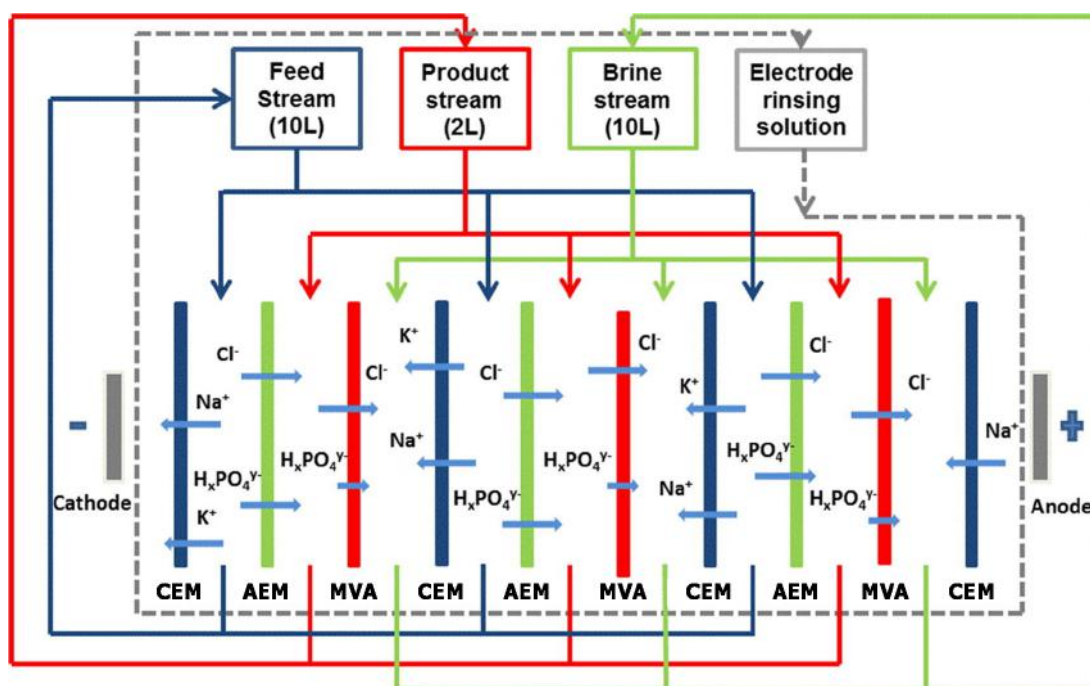 Feed
Stream
(10L)
Product
stream
(2L)
Brine
stream
(10L)
Electrode
rinsing
solution
Cl-
Na+
HxPO4y-
K+
Cl-
HxPO4y-
K+
Na+
Cl-
HxPO4y-
Cl-
HxPO4y-
K+
Na+
Cl-
HxPO4y-
Cl-
HxPO4y-
Na+
-
Cathode
+
Anode
CEM AEM MVA CEM AEM MVA CEM AEM MVA CEM